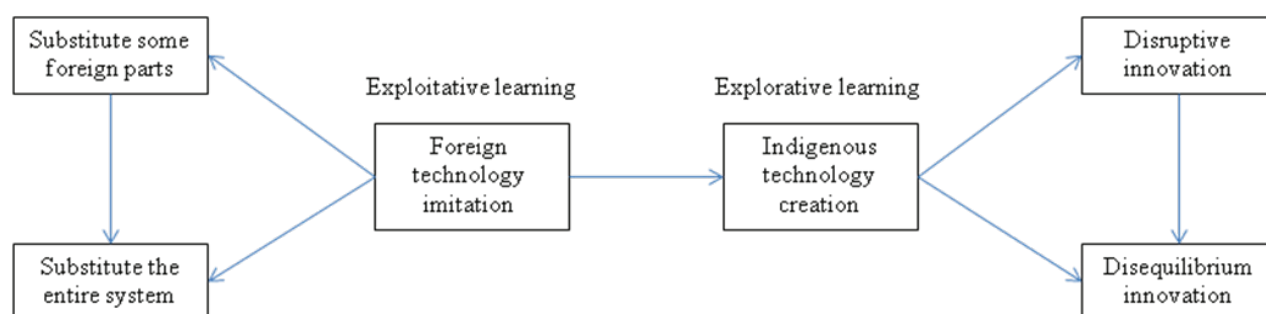 Substitute some
foreign parts
Disruptive
innovation
Exploitative learning
Explorative learning
Foreign
technology
imitation
Indigenous
technology
creation
Substitute the
entire system
Disequilibrium
innovation